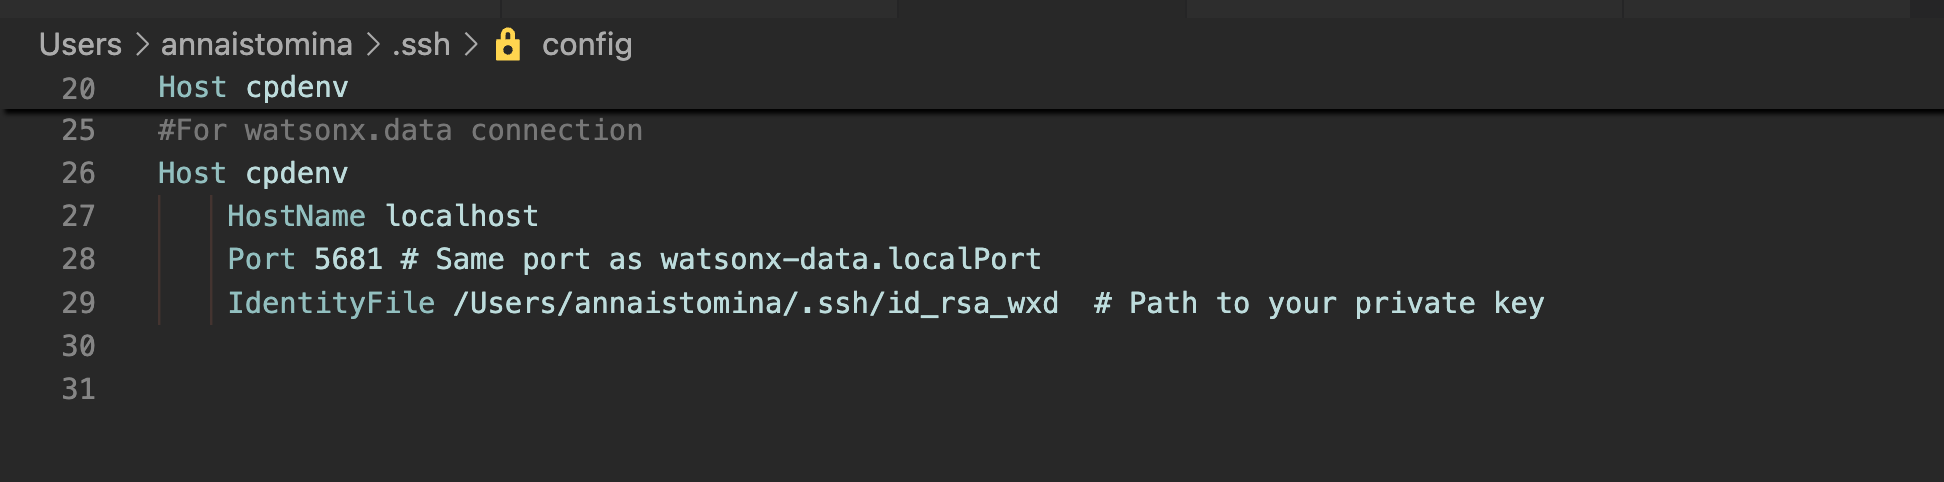 Users > annaistomina > .ssh > config
20 Host cpdenv
25 #For watsonx.data connection
26 Host cpdenv
27 HostName localhost
28 Port 5681 # Same port as watsonx-data.localPort
29 IdentityFile /Users/annaistomina/.ssh/id_rsa_wxd  # Path to your private key
30
31